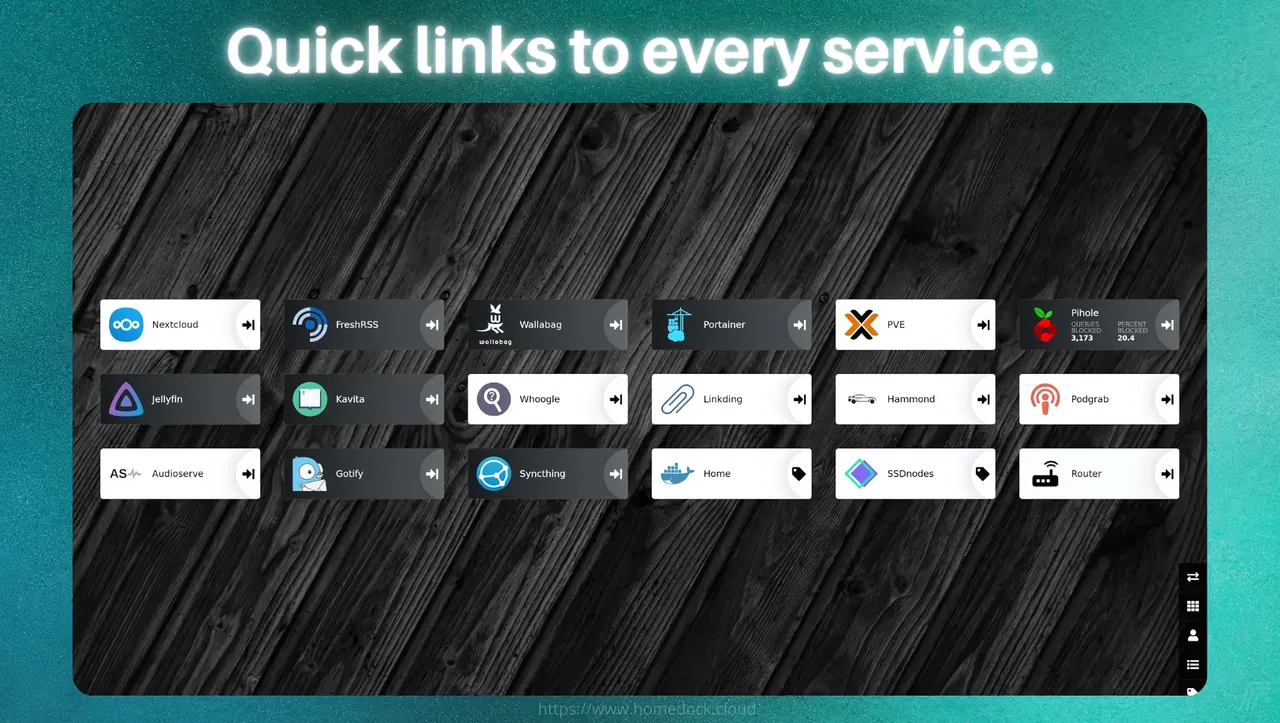 Quick links to every service.
Nextcloud
FreshRSS
wallabag
Wallabag
Portainer
PVE
Pihole
QUERIES BLOCKED
3,173
PERCENT BLOCKED
20.4
Jellyfin
Kavita
Whoogle
Linkding
Hammond
Podgrab
AS
Audioserve
Gotify
Syncthing
Home
SSDnodes
Router
https://www.homedock.cloud